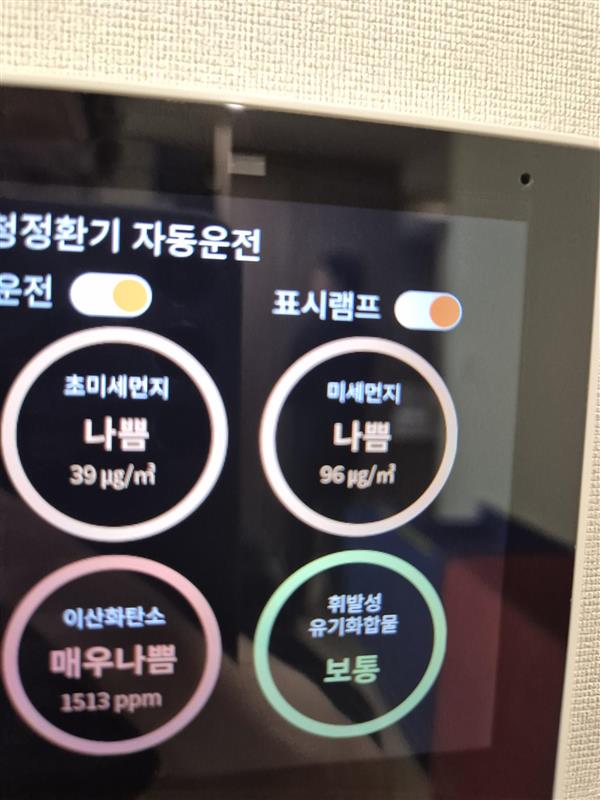 청정환기 자동운전
운전
표시램프
초미세먼지
나쁨
39 µg/㎥
미세먼지
나쁨
96 µg/㎥
이산화탄소
매우나쁨
1513 ppm
휘발성
유기화합물
보통